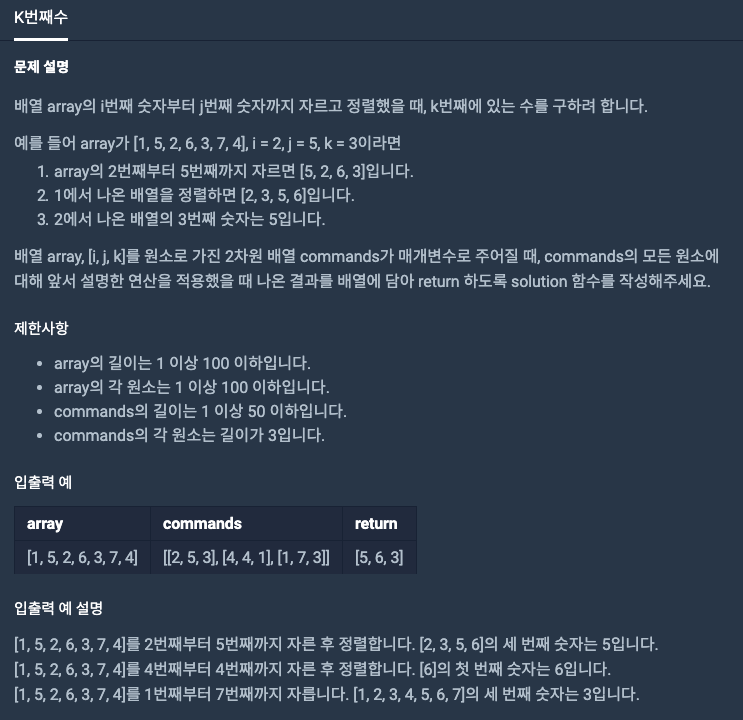 K번째수
문제 설명
배열 array의 i번째 숫자부터 j번째 숫자까지 자르고 정렬했을 때, k번째에 있는 수를 구하려 합니다.
예를 들어 array가 [1, 5, 2, 6, 3, 7, 4], i = 2, j = 5, k = 3이라면
1. array의 2번째부터 5번째까지 자르면 [5, 2, 6, 3]입니다.
2. 1에서 나온 배열을 정렬하면 [2, 3, 5, 6]입니다.
3. 2에서 나온 배열의 3번째 숫자는 5입니다.
배열 array, [i, j, k]를 원소로 가진 2차원 배열 commands가 매개변수로 주어질 때, commands의 모든 원소에
대해 앞서 설명한 연산을 적용했을 때 나온 결과를 배열에 담아 return 하도록 solution 함수를 작성해주세요.
제한사항
• array의 길이는 1 이상 100 이하입니다.
• array의 각 원소는 1 이상 100 이하입니다.
• commands의 길이는 1 이상 50 이하입니다.
• commands의 각 원소는 길이가 3입니다.
입출력 예
array commands return
[1, 5, 2, 6, 3, 7, 4] [[2, 5, 3], [4, 4, 1], [1, 7, 3]] [5, 6, 3]
입출력 예 설명
[1, 5, 2, 6, 3, 7, 4]를 2번째부터 5번째까지 자른 후 정렬합니다. [2, 3, 5, 6]의 세 번째 숫자는 5입니다.
[1, 5, 2, 6, 3, 7, 4]를 4번째부터 4번째까지 자른 후 정렬합니다. [6]의 첫 번째 숫자는 6입니다.
[1, 5, 2, 6, 3, 7, 4]를 1번째부터 7번째까지 자릅니다. [1, 2, 3, 4, 5, 6, 7]의 세 번째 숫자는 3입니다.